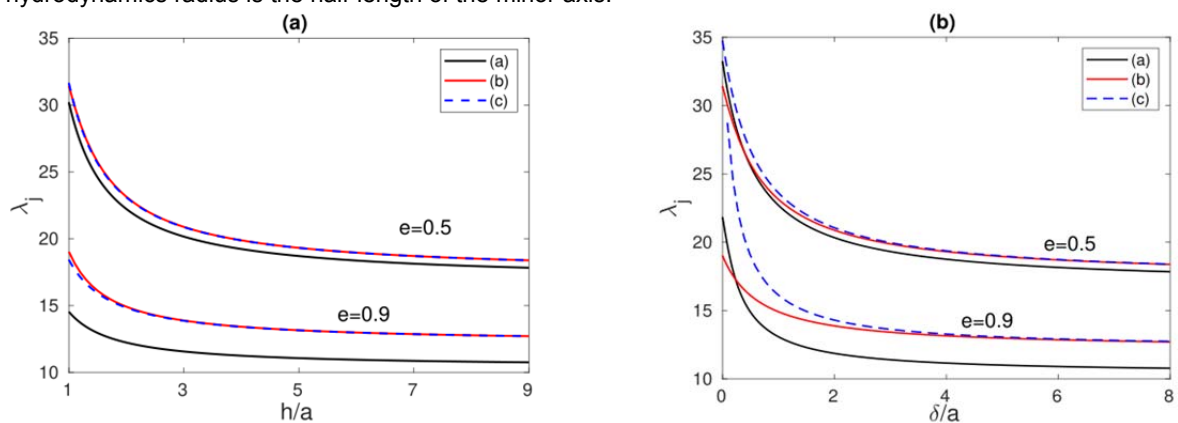 hydrodynamics radius is the half length of the minor axis.
(a)
35
30
25
20
15
10
λj
1
3
5
7
9
h/a
(a)
(b)
(c)
e=0.5
e=0.9
(b)
35
30
25
20
15
10
λj
0
2
4
6
8
δ/a
(a)
(b)
(c)
e=0.5
e=0.9